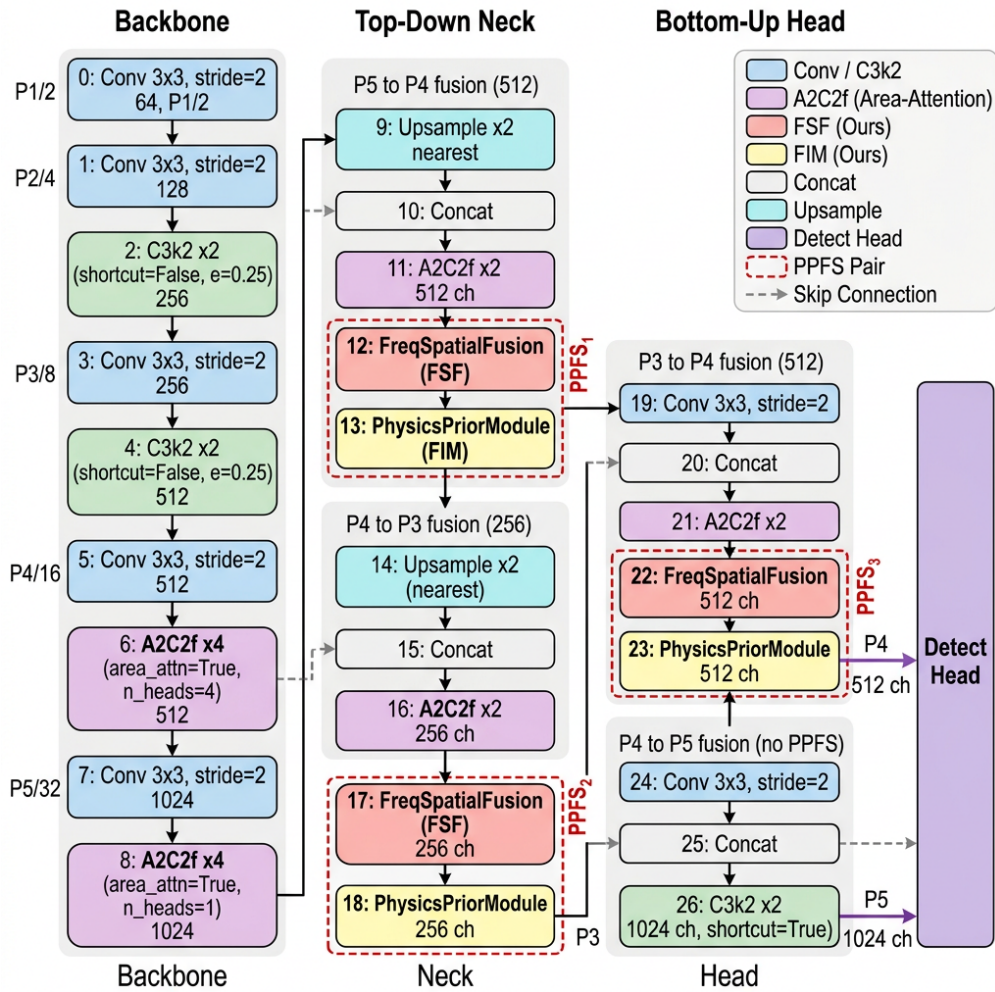 Backbone
Top-Down Neck
Bottom-Up Head
P1/2
0: Conv 3x3, stride=2
64, P1/2
P2/4
1: Conv 3x3, stride=2
128
2: C3k2 x2
(shortcut=False, e=0.25)
256
P3/8
3: Conv 3x3, stride=2
256
4: C3k2 x2
(shortcut=False, e=0.25)
512
P4/16
5: Conv 3x3, stride=2
512
6: A2C2f x4
(area_attn=True,
n_heads=4)
512
P5/32
7: Conv 3x3, stride=2
1024
8: A2C2f x4
(area_attn=True,
n_heads=1)
1024
Backbone
P5 to P4 fusion (512)
9: Upsample x2
nearest
10: Concat
11: A2C2f x2
512 ch
12: FreqSpatialFusion
(FSF)
13: PhysicsPriorModule
(FIM)
PPFS₁
P4 to P3 fusion (256)
14: Upsample x2
(nearest)
15: Concat
16: A2C2f x2
256 ch
17: FreqSpatialFusion
(FSF)
256 ch
18: PhysicsPriorModule
256 ch
PPFS₂
P3
Neck
Conv / C3k2
A2C2f (Area-Attention)
FSF (Ours)
FIM (Ours)
Concat
Upsample
Detect Head
PPFS Pair
Skip Connection
P3 to P4 fusion (512)
19: Conv 3x3, stride=2
20: Concat
21: A2C2f x2
22: FreqSpatialFusion
512 ch
23: PhysicsPriorModule
512 ch
PPFS₃
P4
512 ch
P4 to P5 fusion (no PPFS)
24: Conv 3x3, stride=2
25: Concat
26: C3k2 x2
1024 ch, shortcut=True)
P5
1024 ch
Head
Detect
Head